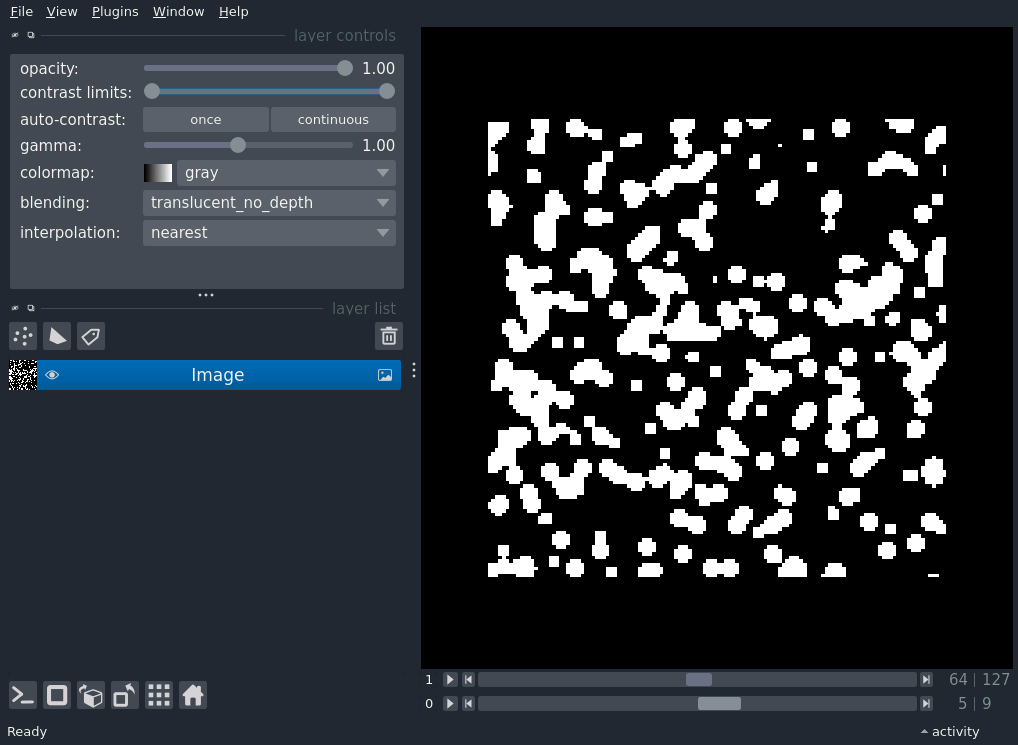 File View Plugins Window Help
layer controls
opacity: 1.00
contrast limits:
auto-contrast: once continuous
gamma: 1.00
colormap: gray
blending: translucent_no_depth
interpolation: nearest
layer list
Image
1 64 | 127
0 5 | 9
Ready activity